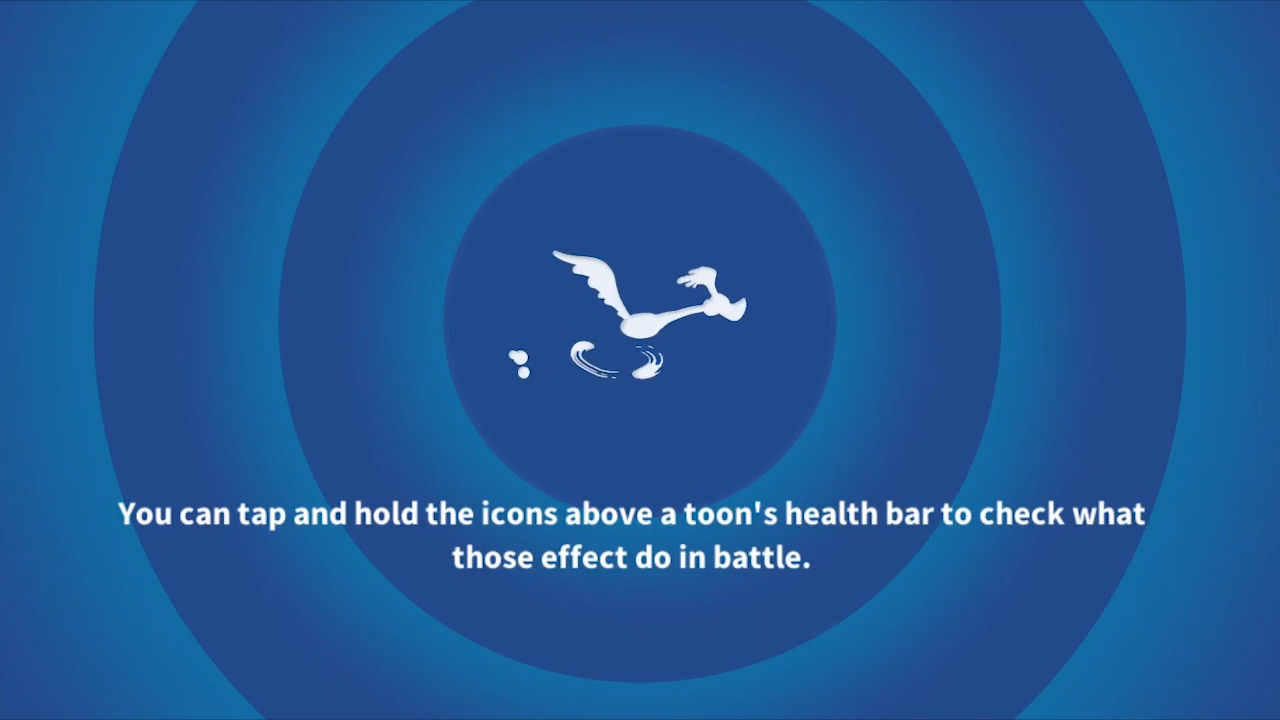 You can tap and hold the icons above a toon's health bar to check what
those effect do in battle.